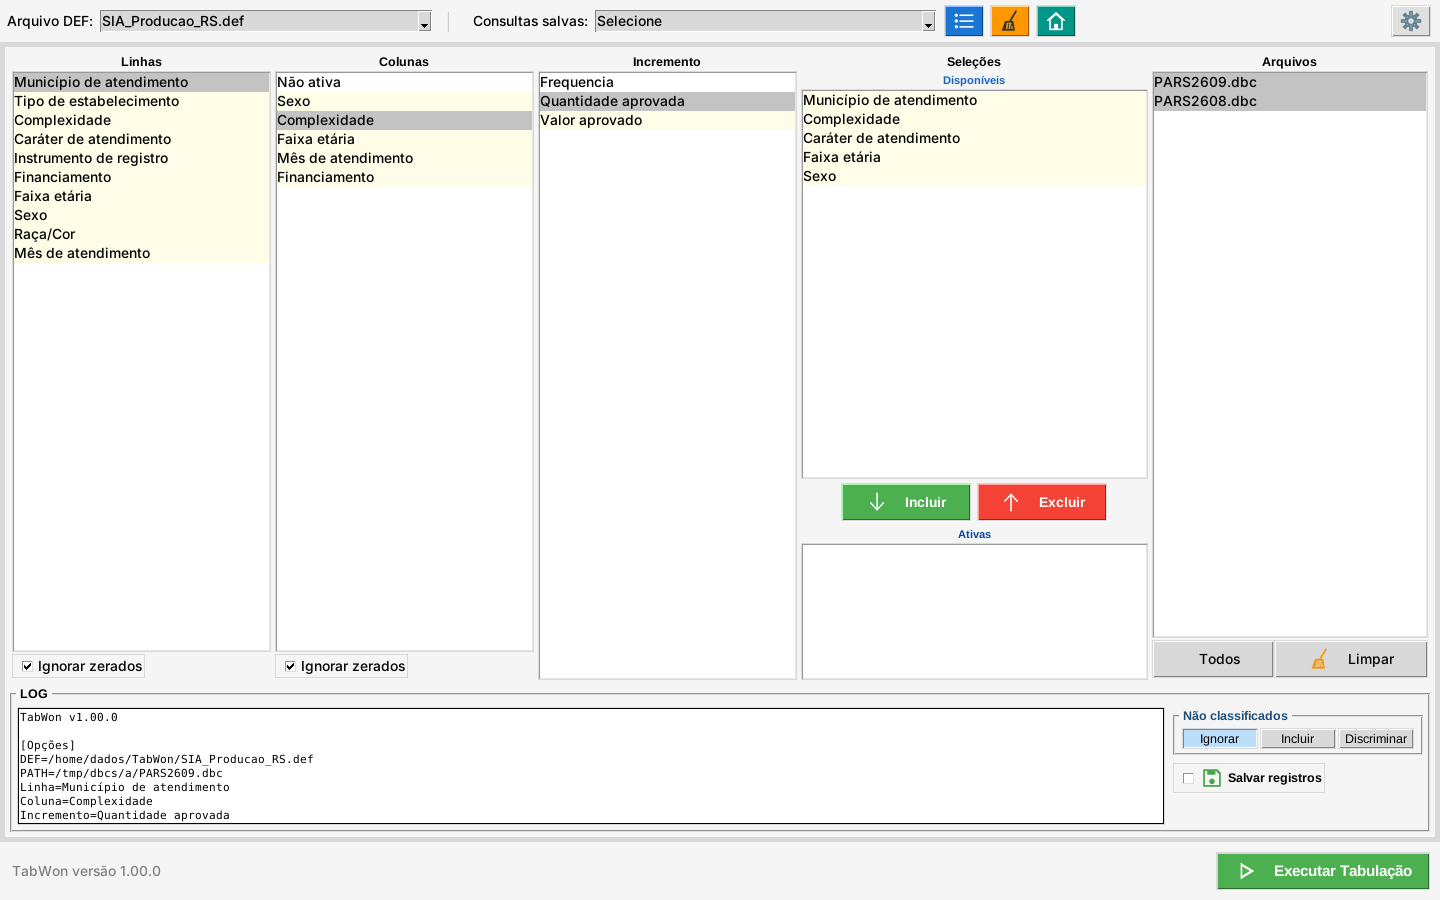 Arquivo DEF: SIA_Producao_RS.def Consultas salvas: Selecione
Linhas
Município de atendimento
Tipo de estabelecimento
Complexidade
Caráter de atendimento
Instrumento de registro
Financiamento
Faixa etária
Sexo
Raça/Cor
Mês de atendimento
Ignorar zerados
Colunas
Não ativa
Sexo
Complexidade
Faixa etária
Mês de atendimento
Financiamento
Ignorar zerados
Incremento
Frequencia
Quantidade aprovada
Valor aprovado
Seleções
Disponíveis
Município de atendimento
Complexidade
Caráter de atendimento
Faixa etária
Sexo
Incluir Excluir
Ativas
Arquivos
PARS2609.dbc
PARS2608.dbc
Todos Limpar
LOG
TabWon v1.00.0
[Opções]
DEF=/home/dados/TabWon/SIA_Producao_RS.def
PATH=/tmp/dbcs/a/PARS2609.dbc
Linha=Município de atendimento
Coluna=Complexidade
Incremento=Quantidade aprovada
Não classificados
Ignorar Incluir Discriminar
Salvar registros
TabWon versão 1.00.0
Executar Tabulação